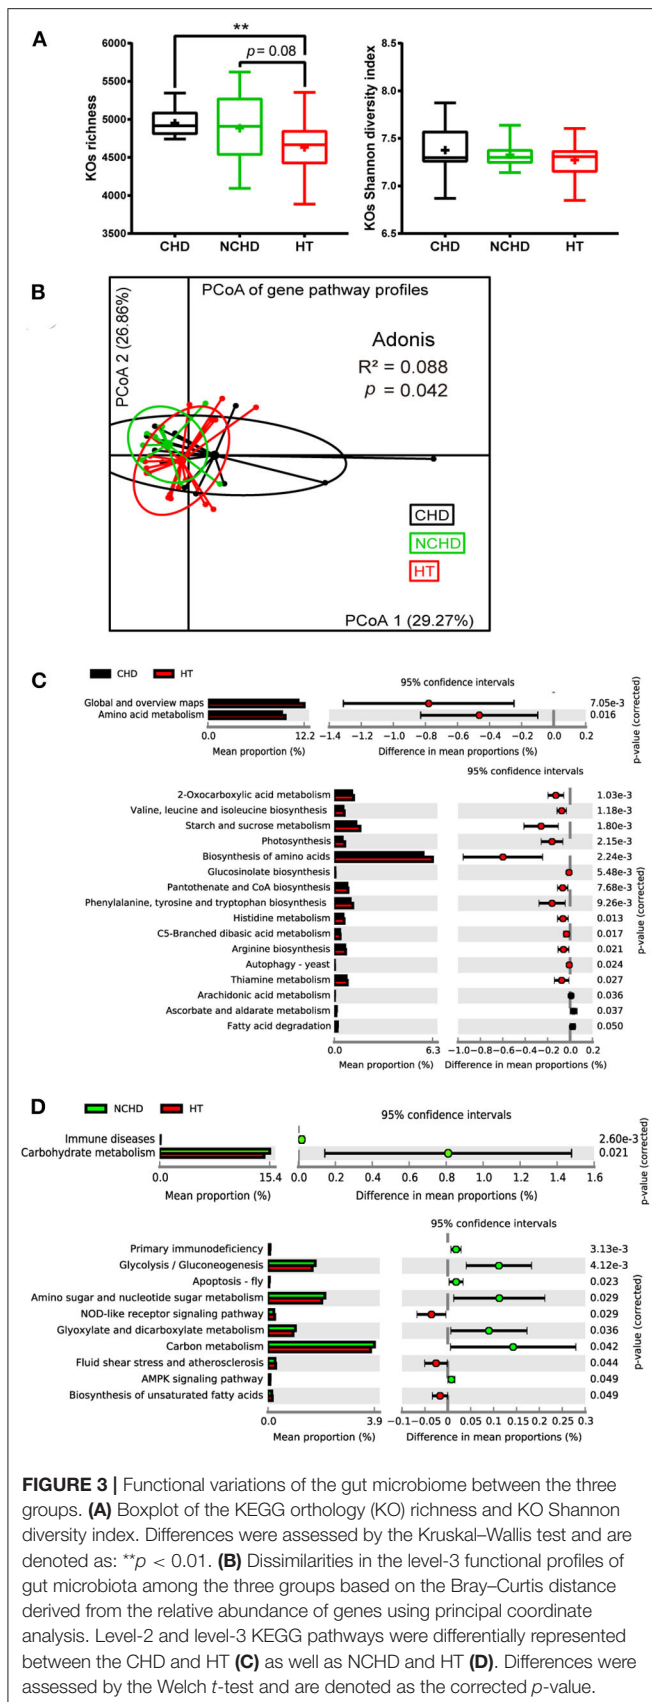 A
**
p = 0.08
KOs richness
6000
5500
5000
4500
4000
3500
CHD NCHD HT
KOs Shannon diversity index
8.5
8.0
7.5
7.0
6.5
CHD NCHD HT
B
PCoA of gene pathway profiles
PCoA 2 (26.86%)
Adonis
R² = 0.088
p = 0.042
CHD
NCHD
HT
PCoA 1 (29.27%)
C
CHD HT
95% confidence intervals
Global and overview maps 7.05e-3
Amino acid metabolism 0.016
0.0 12.2 −1.4 −1.2 −1.0 −0.8 −0.6 −0.4 −0.2 0.0 0.2
Mean proportion (%) Difference in mean proportions (%)
p-value (corrected)
95% confidence intervals
2-Oxocarboxylic acid metabolism 1.03e-3
Valine, leucine and isoleucine biosynthesis 1.18e-3
Starch and sucrose metabolism 1.80e-3
Photosynthesis 2.15e-3
Biosynthesis of amino acids 2.24e-3
Glucosinolate biosynthesis 5.48e-3
Pantothenate and CoA biosynthesis 7.68e-3
Phenylalanine, tyrosine and tryptophan biosynthesis 9.26e-3
Histidine metabolism 0.013
C5-Branched dibasic acid metabolism 0.017
Arginine biosynthesis 0.021
Autophagy - yeast 0.024
Thiamine metabolism 0.027
Arachidonic acid metabolism 0.036
Ascorbate and aldarate metabolism 0.037
Fatty acid degradation 0.050
p-value (corrected)
0.0 6.3 −1.0−0.8−0.6−0.4−0.2 0.0 0.2
Mean proportion (%) Difference in mean proportions (%)
D
NCHD HT
95% confidence intervals
Immune diseases 2.60e-3
Carbohydrate metabolism 0.021
0.0 15.4 0.0 0.2 0.4 0.6 0.8 1.0 1.2 1.4 1.6
Mean proportion (%) Difference in mean proportions (%)
p-value (corrected)
95% confidence intervals
Primary immunodeficiency 3.13e-3
Glycolysis / Gluconeogenesis 4.12e-3
Apoptosis - fly 0.023
Amino sugar and nucleotide sugar metabolism 0.029
NOD-like receptor signaling pathway 0.029
Glyoxylate and dicarboxylate metabolism 0.036
Carbon metabolism 0.042
Fluid shear stress and atherosclerosis 0.044
AMPK signaling pathway 0.049
Biosynthesis of unsaturated fatty acids 0.049
p-value (corrected)
0.0 3.9 −0.1−0.05 0 0.05 0.1 0.15 0.2 0.25 0.3
Mean proportion (%) Difference in mean proportions (%)
FIGURE 3 | Functional variations of the gut microbiome between the three
groups. (A) Boxplot of the KEGG orthology (KO) richness and KO Shannon
diversity index. Differences were assessed by the Kruskal–Wallis test and are
denoted as: **p < 0.01. (B) Dissimilarities in the level-3 functional profiles of
gut microbiota among the three groups based on the Bray–Curtis distance
derived from the relative abundance of genes using principal coordinate
analysis. Level-2 and level-3 KEGG pathways were differentially represented
between the CHD and HT (C) as well as NCHD and HT (D). Differences were
assessed by the Welch t-test and are denoted as the corrected p-value.